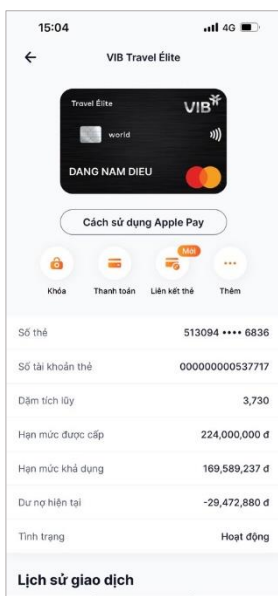 15:04 4G
VIB Travel Élite
Travel Élite VIB
world
DANG NAM DIEU
Cách sử dụng Apple Pay
Mới
Khóa Thanh toán Liên kết thẻ Thêm
Số thẻ 513094 •••• 6836
Số tài khoản thẻ 000000000537717
Dặm tích lũy 3,730
Hạn mức được cấp 224,000,000 đ
Hạn mức khả dụng 169,589,237 đ
Dư nợ hiện tại -29,472,880 đ
Tình trạng Hoạt động
Lịch sử giao dịch